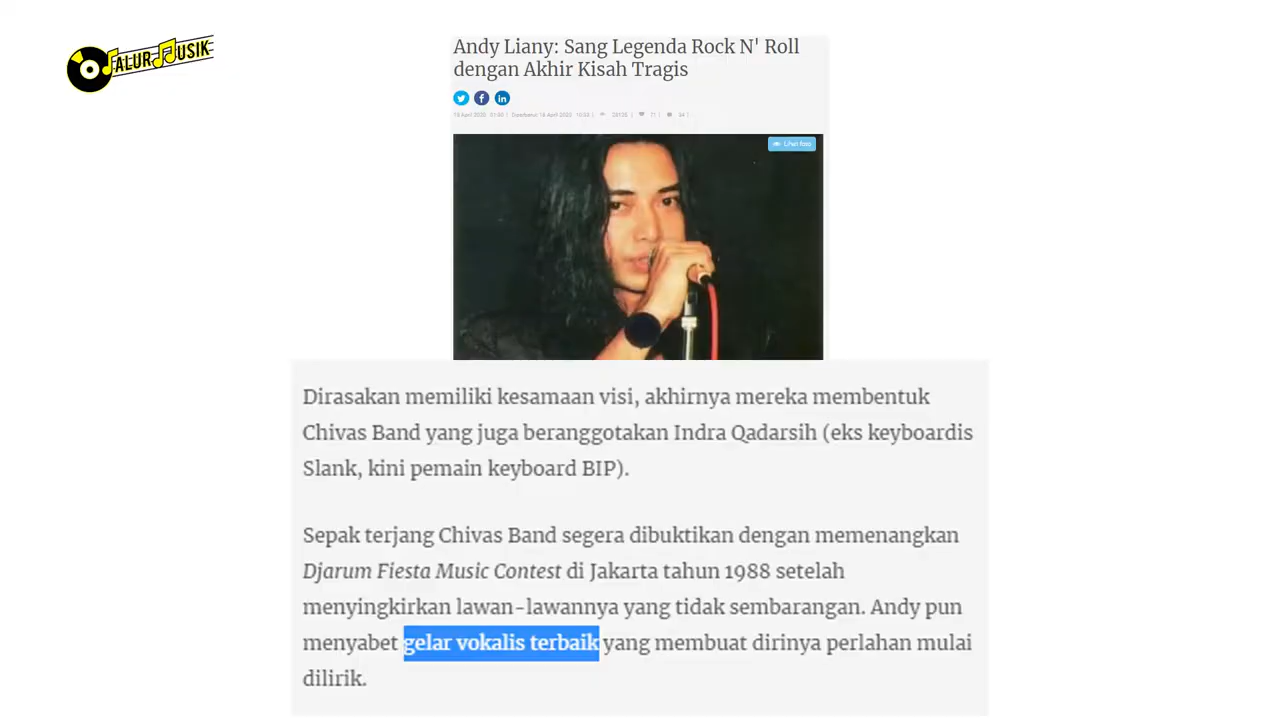 JALUR MUSIK
Andy Liany: Sang Legenda Rock N' Roll
dengan Akhir Kisah Tragis
Lihat foto
Dirasakan memiliki kesamaan visi, akhirnya mereka membentuk
Chivas Band yang juga beranggotakan Indra Qadarsih (eks keyboardis
Slank, kini pemain keyboard BIP).
Sepak terjang Chivas Band segera dibuktikan dengan memenangkan
Djarum Fiesta Music Contest di Jakarta tahun 1988 setelah
menyingkirkan lawan-lawannya yang tidak sembarangan. Andy pun
menyabet gelar vokalis terbaik yang membuat dirinya perlahan mulai
dilirik.